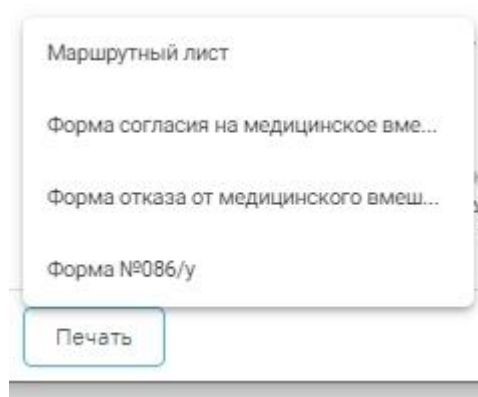 Маршрутный лист
Форма согласия на медицинское вме...
Форма отказа от медицинского вмеш...
Форма №086/у
Печать